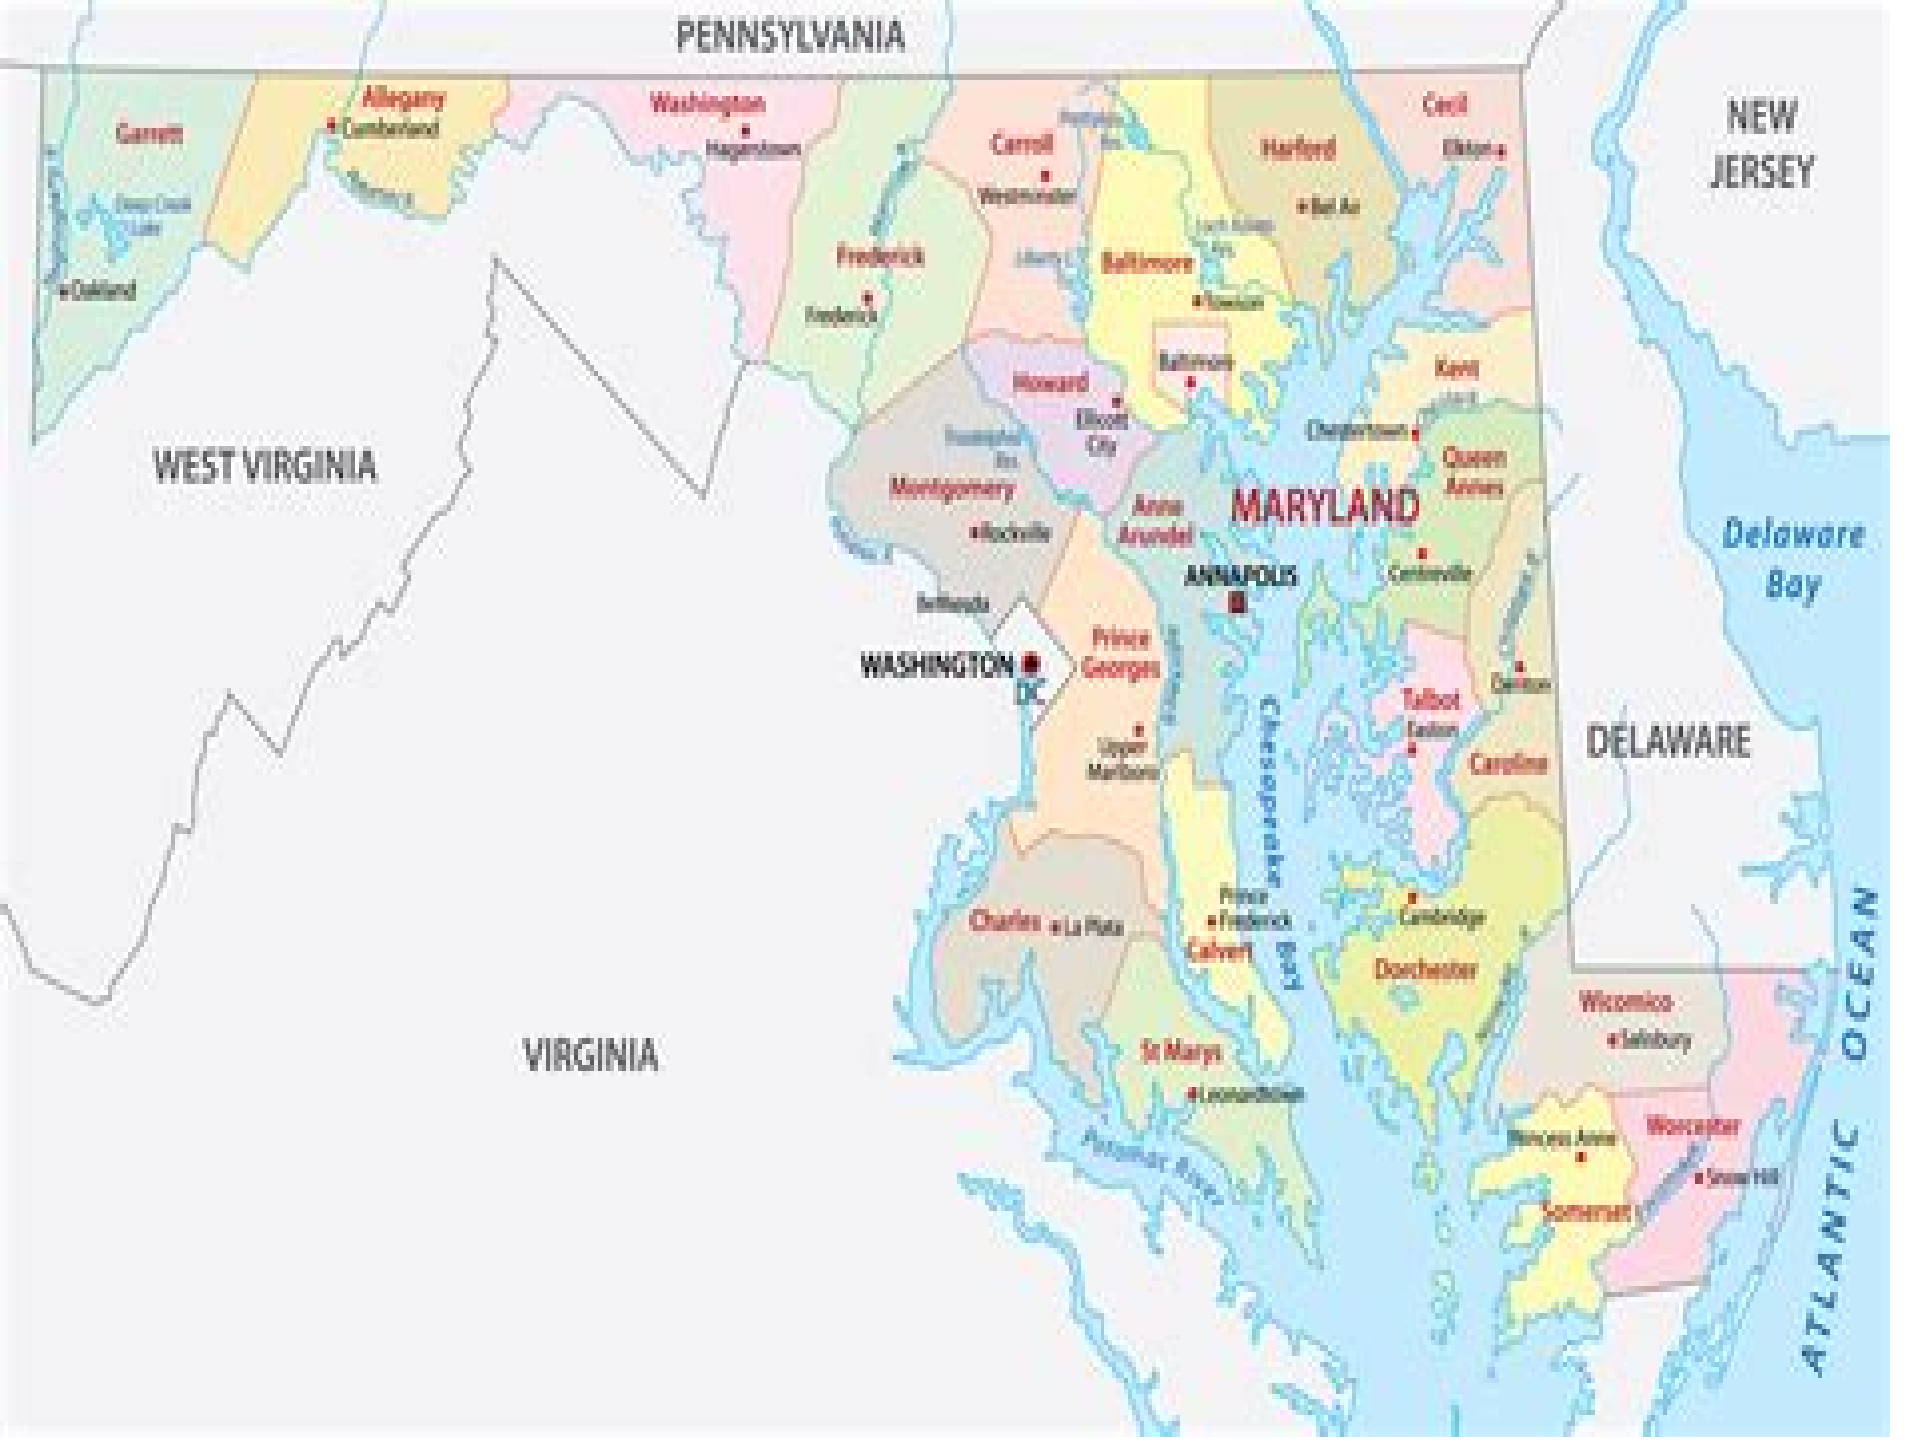 PENNSYLVANIA
NEW
JERSEY
Garrett
Allegany
Cumberland
Washington
Hagerstown
Carroll
Westminster
Harford
Bel Air
Cecil
Elkton
Deep Creek
Lake
Oakland
Frederick
Frederick
Baltimore
Towson
Baltimore
Howard
Ellicott
City
Kent
Chestertown
Queen
Annes
WEST VIRGINIA
Montgomery
Rockville
Anne
Arundel
MARYLAND
ANNAPOLIS
Centreville
Delaware
Bay
Bethesda
WASHINGTON
DC
Prince
Georges
Upper
Marlboro
Talbot
Easton
Denton
Caroline
DELAWARE
Chesapeake Bay
Charles
La Plata
Prince
Frederick
Calvert
Cambridge
Dorchester
Wicomico
Salisbury
VIRGINIA
St Marys
Leonardtown
Potomac River
Princess Anne
Somerset
Worcester
Snow Hill
ATLANTIC OCEAN